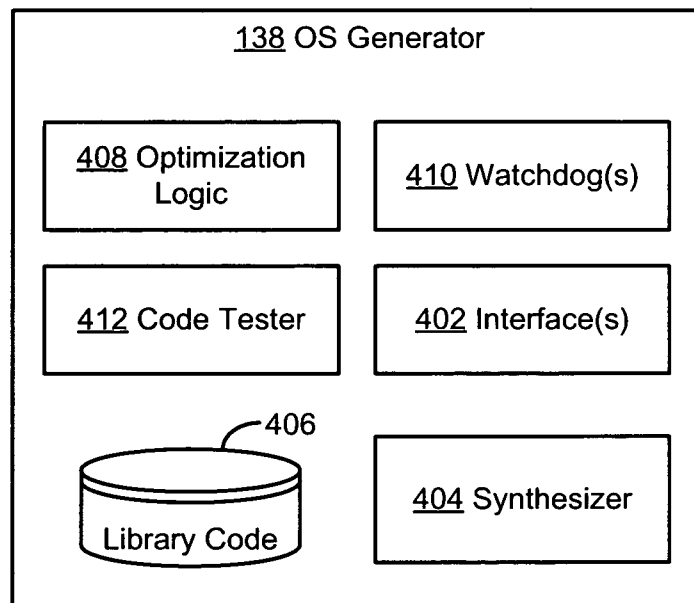 138 OS Generator
408 Optimization
Logic
410 Watchdog(s)
412 Code Tester
402 Interface(s)
406
Library Code
404 Synthesizer